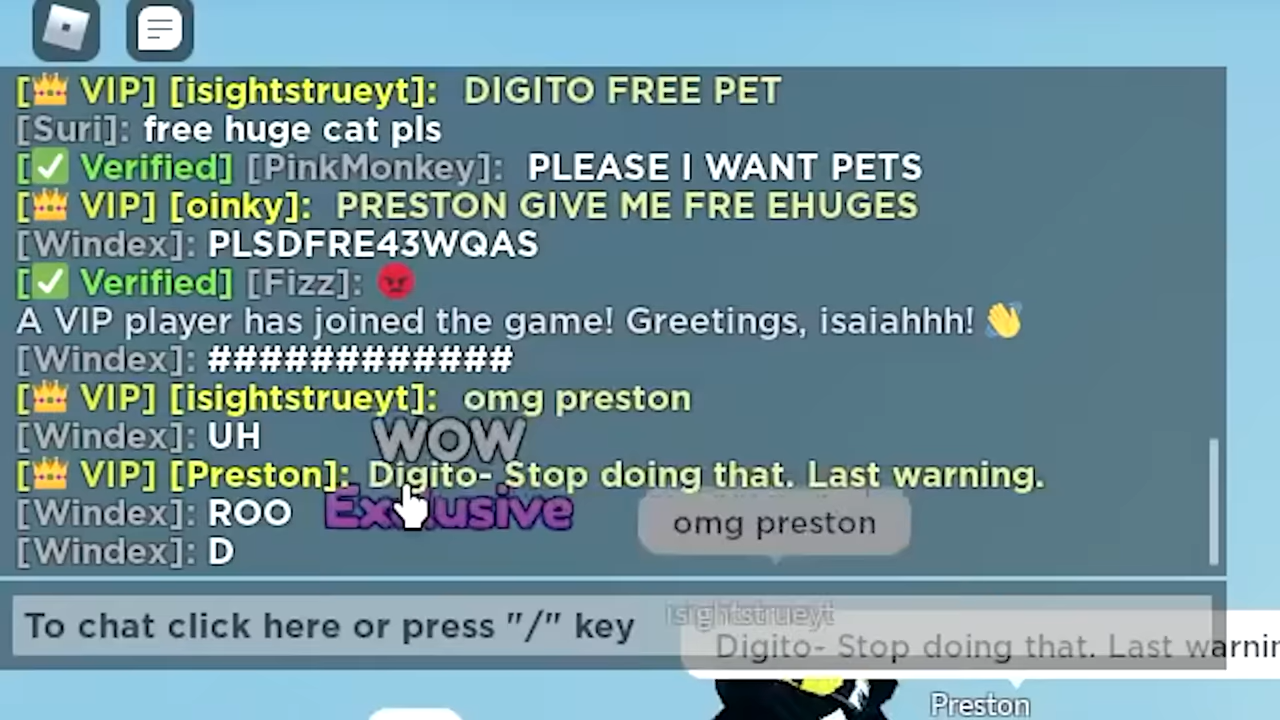 [👑 VIP] [isightstrueyt]: DIGITO FREE PET
[Suri]: free huge cat pls
[✅ Verified] [PinkMonkey]: PLEASE I WANT PETS
[👑 VIP] [oinky]: PRESTON GIVE ME FRE EHUGES
[Windex]: PLSDFRE43WQAS
[✅ Verified] [Fizz]: 😡
A VIP player has joined the game! Greetings, isaiahhh! 👋
[Windex]: ############
[👑 VIP] [isightstrueyt]: omg preston
[Windex]: UH
WOW
[👑 VIP] [Preston]: Digito- Stop doing that. Last warning.
[Windex]: ROO
Exclusive
omg preston
[Windex]: D
To chat click here or press "/" key
isightstrueyt
Digito- Stop doing that. Last warnin
Preston